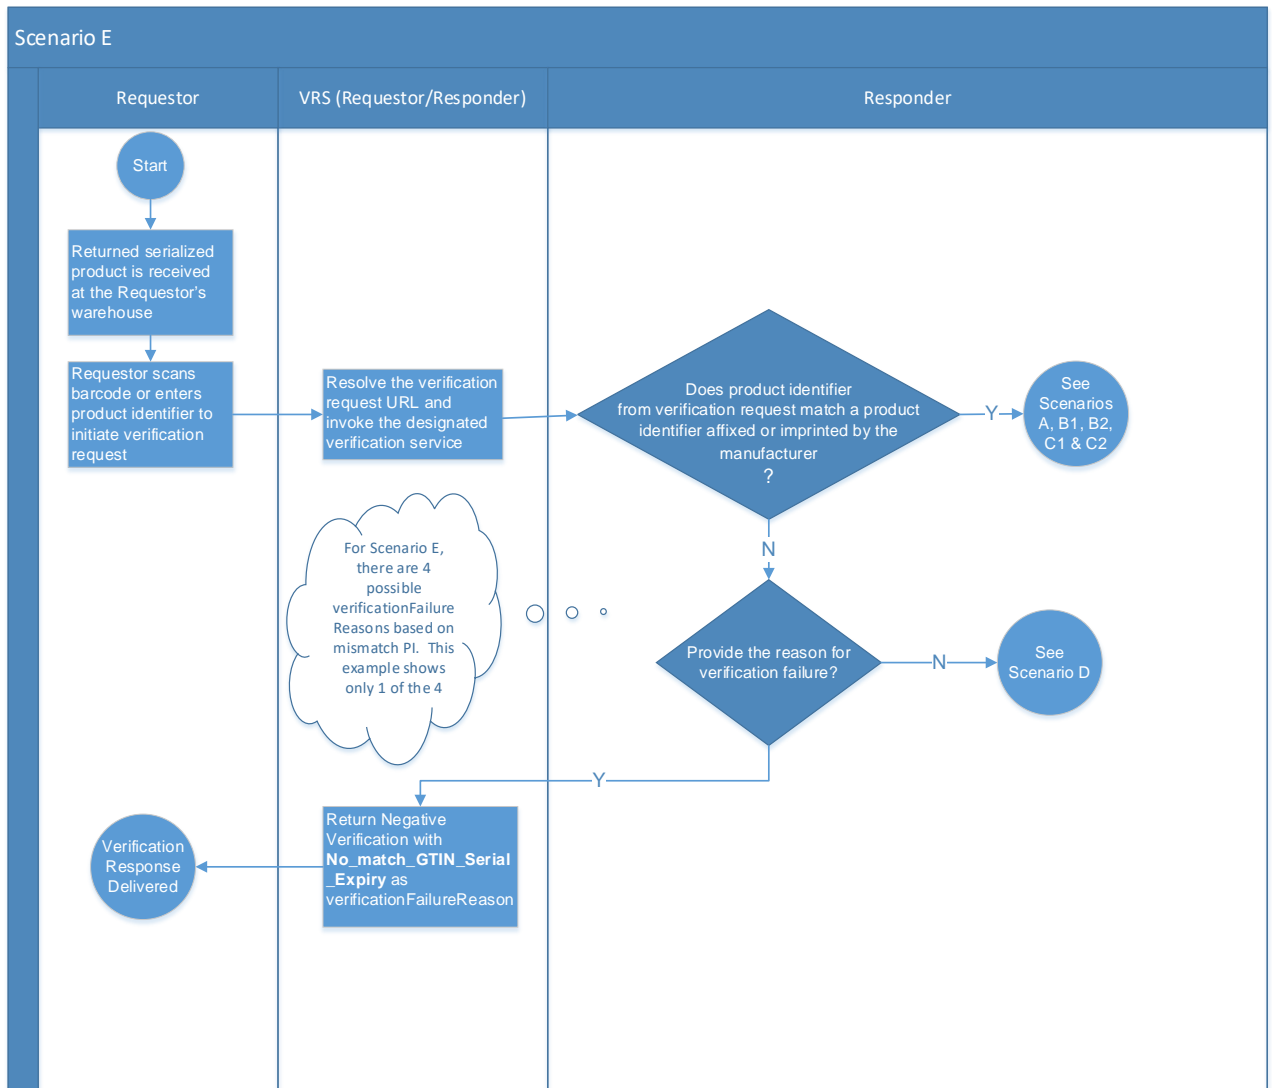 Scenario E
Requestor
VRS (Requestor/Responder)
Responder
Start
Returned serialized
product is received
at the Requestor's
warehouse
Requestor scans
barcode or enters
product identifier to
initiate verification
request
Resolve the verification
request URL and
invoke the designated
verification service
Does product identifier
from verification request match a product
identifier affixed or imprinted by the
manufacturer
?
Y
See
Scenarios
A, B1, B2,
C1 & C2
N
For Scenario E,
there are 4
possible
verificationFailure
Reasons based on
mismatch PI.  This
example shows
only 1 of the 4
Provide the reason for
verification failure?
N
See
Scenario D
Y
Return Negative
Verification with
No_match_GTIN_Serial
_Expiry as
verificationFailureReason
Verification
Response
Delivered